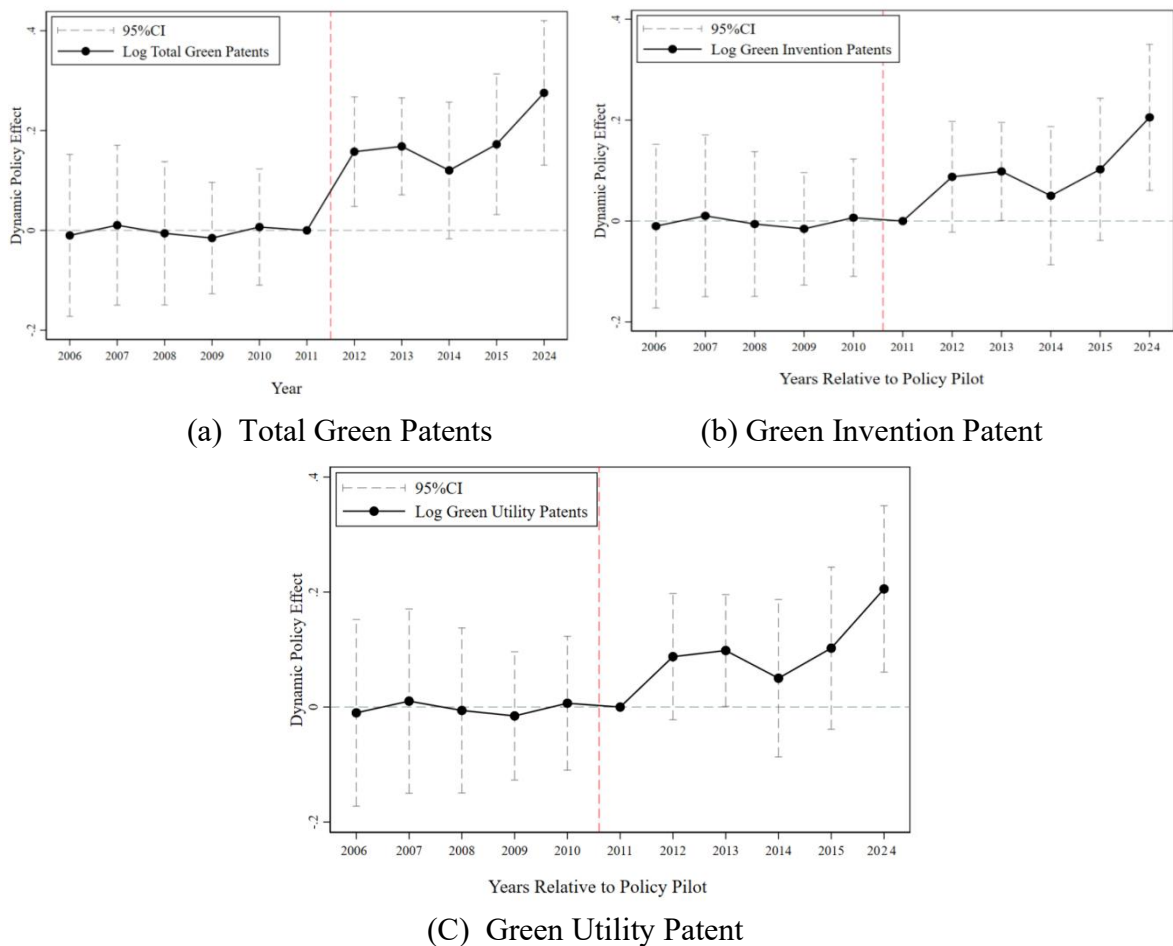 95%CI
Log Total Green Patents
Dynamic Policy Effect
.4
.2
0
-.2
2006 2007 2008 2009 2010 2011 2012 2013 2014 2015 2024
Year
(a) Total Green Patents
95%CI
Log Green Invention Patents
Dynamic Policy Effect
.4
.2
0
-.2
2006 2007 2008 2009 2010 2011 2012 2013 2014 2015 2024
Years Relative to Policy Pilot
(b) Green Invention Patent
95%CI
Log Green Utility Patents
Dynamic Policy Effect
.4
.2
0
-.2
2006 2007 2008 2009 2010 2011 2012 2013 2014 2015 2024
Years Relative to Policy Pilot
(C) Green Utility Patent